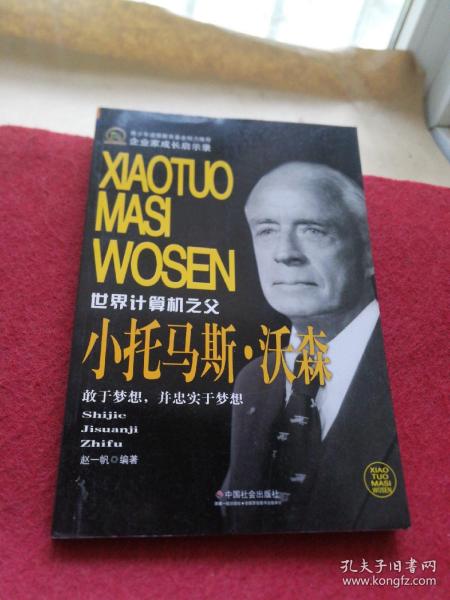 企业家成长启示录
XIAOTUO
MASI
WOSEN
世界计算机之父
小托马斯·沃森
敢于梦想，并忠实于梦想
Shijie
Jisuanji
Zhifu
赵一帆◎编著
中国社会出版社
XIAO
TUO
MASI
WOSEN
孔夫子旧书网
www.kongfz.com